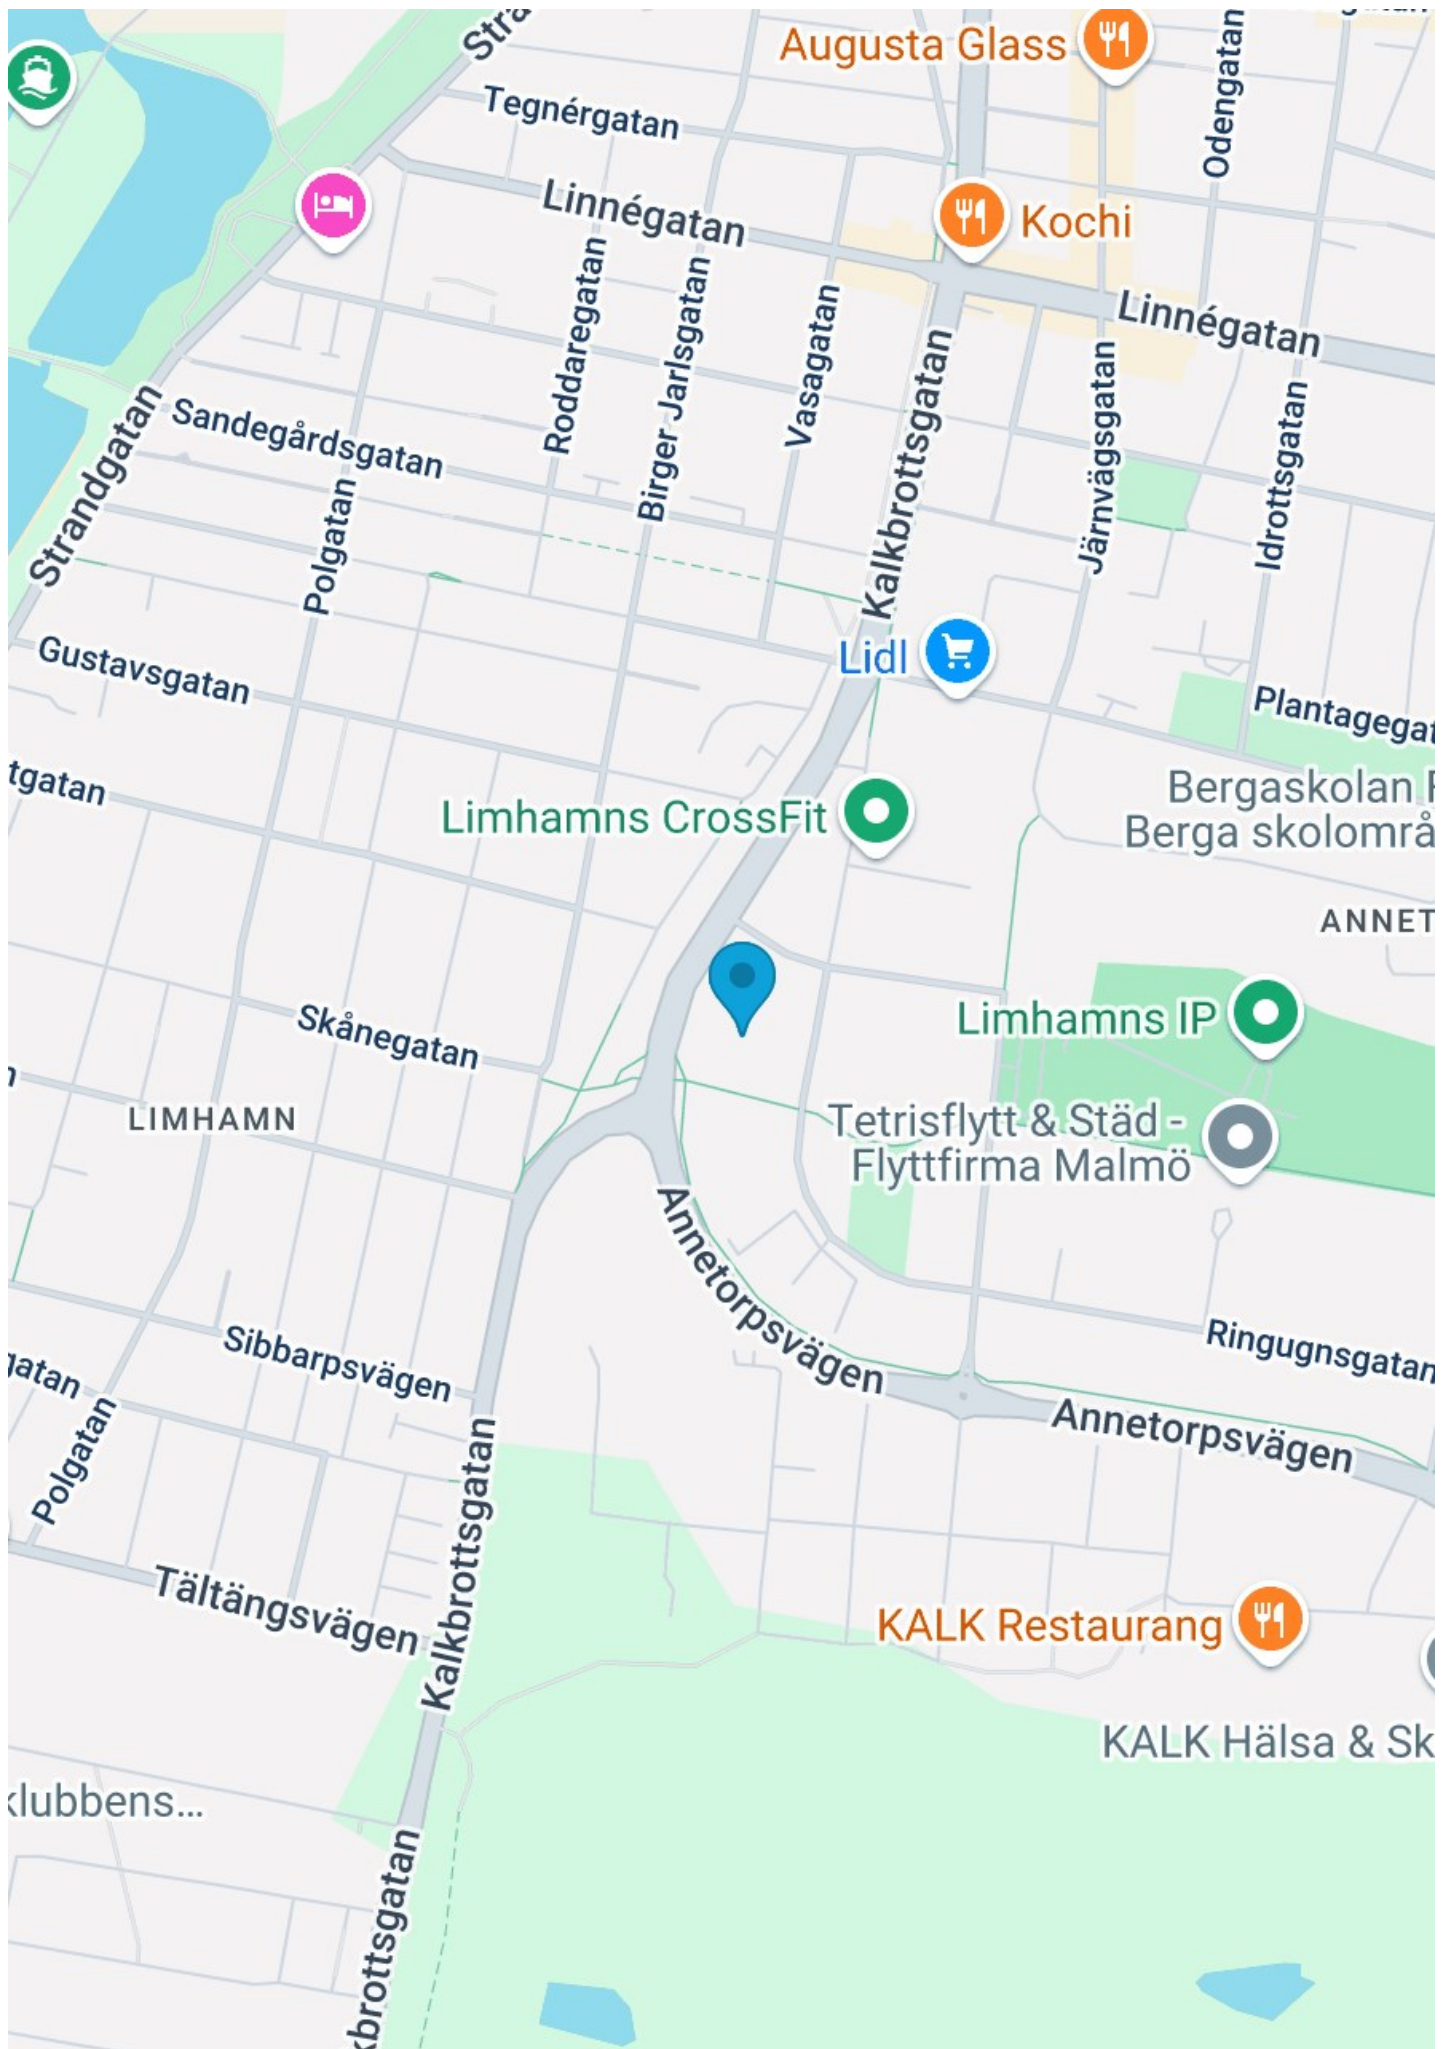 Augusta Glass
Odengatan
Tegnérgatan
Linnégatan
Kochi
Linnégatan
Roddaregatan
Birger Jarlsgatan
Vasagatan
Kalkbrottsgatan
Järnvägsgatan
Idrottsgatan
Sandegårdsgatan
Strandgatan
Polgatan
Lidl
Gustavsgatan
Plantagegat
tgatan
Limhamns CrossFit
Bergaskolan
Berga skolområ
ANNET
Skånegatan
Limhamns IP
LIMHAMN
Tetrisflytt & Städ -
Flyttfirma Malmö
Annetorpsvägen
Sibbarpsvägen
Ringugnsgatan
gatan
Polgatan
Annetorpsvägen
Kalkbrottsgatan
Tältängsvägen
KALK Restaurang
KALK Hälsa & Sk
klubbens...
kbrottsgatan